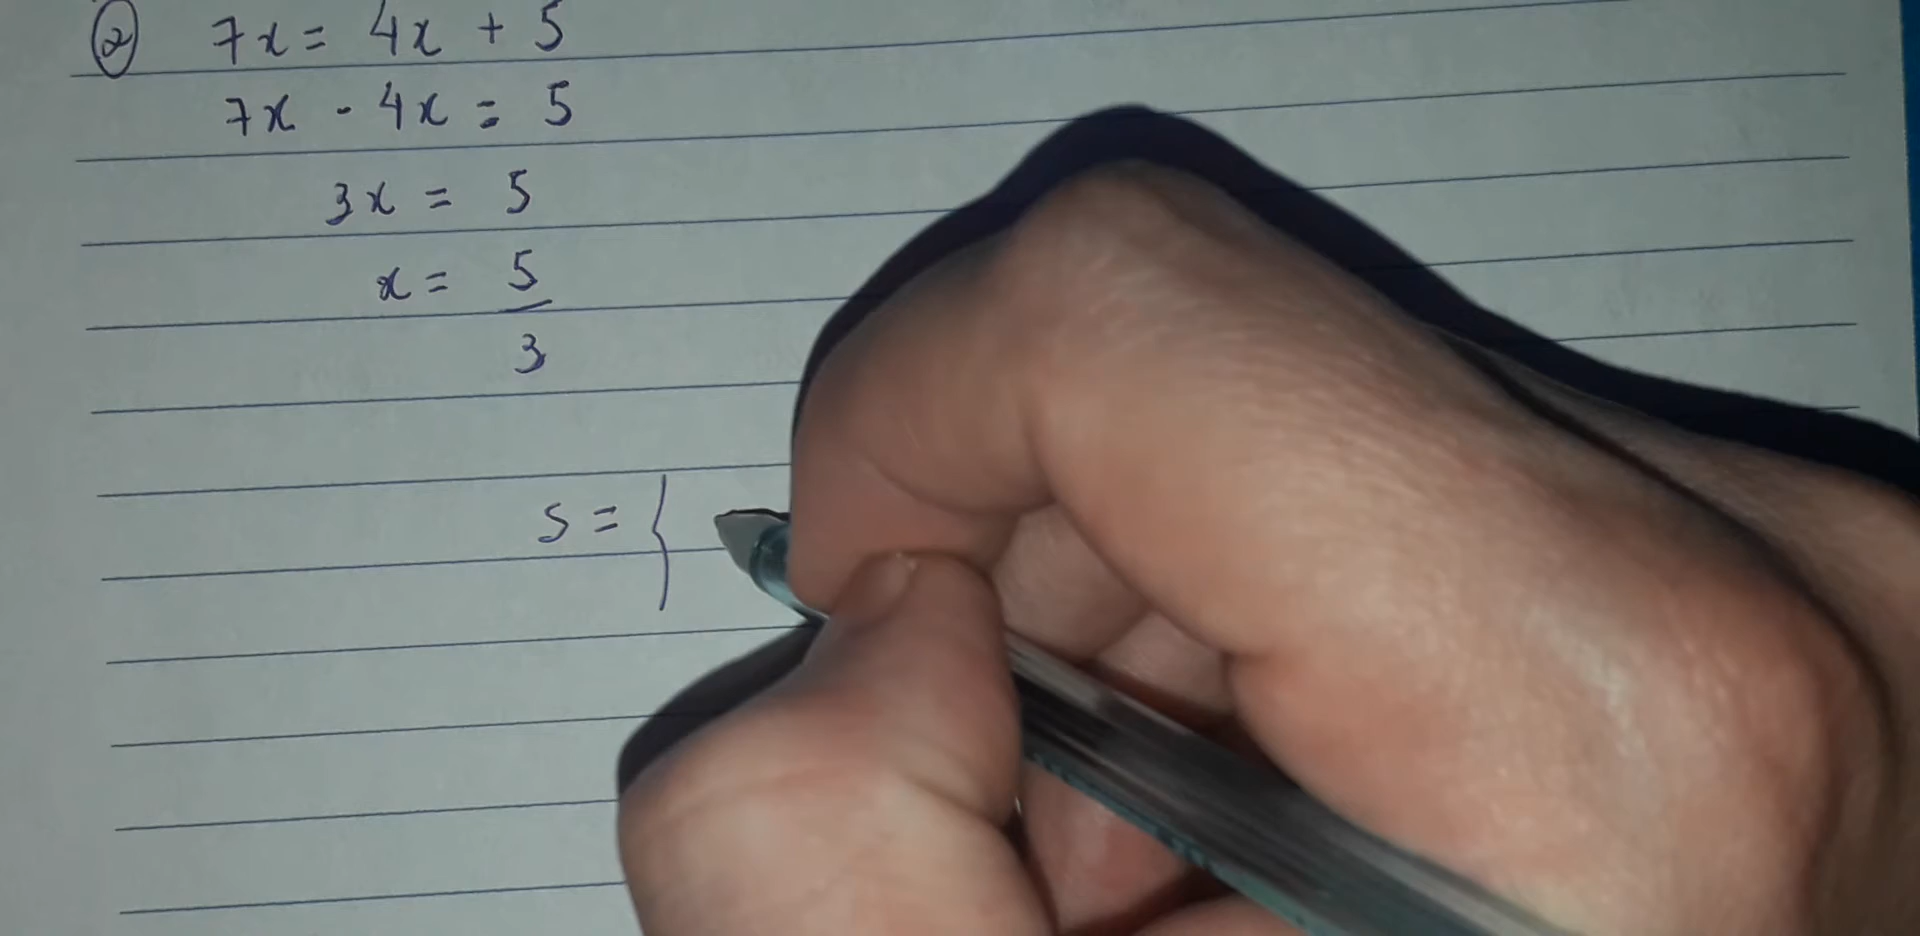 ② 7x = 4x + 5
7x - 4x = 5
3x = 5
x = 5
3
S = {